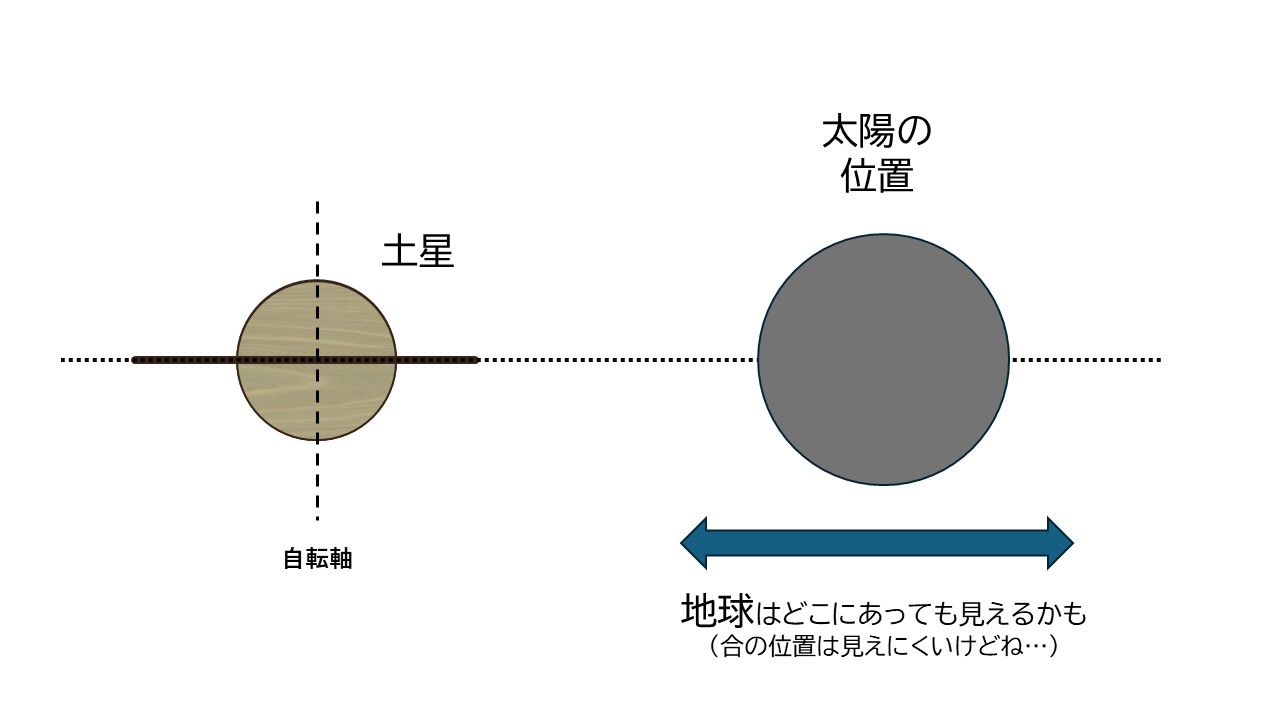 太陽の
位置
土星
自転軸
地球はどこにあっても見えるかも
（合の位置は見えにくいけどね…）